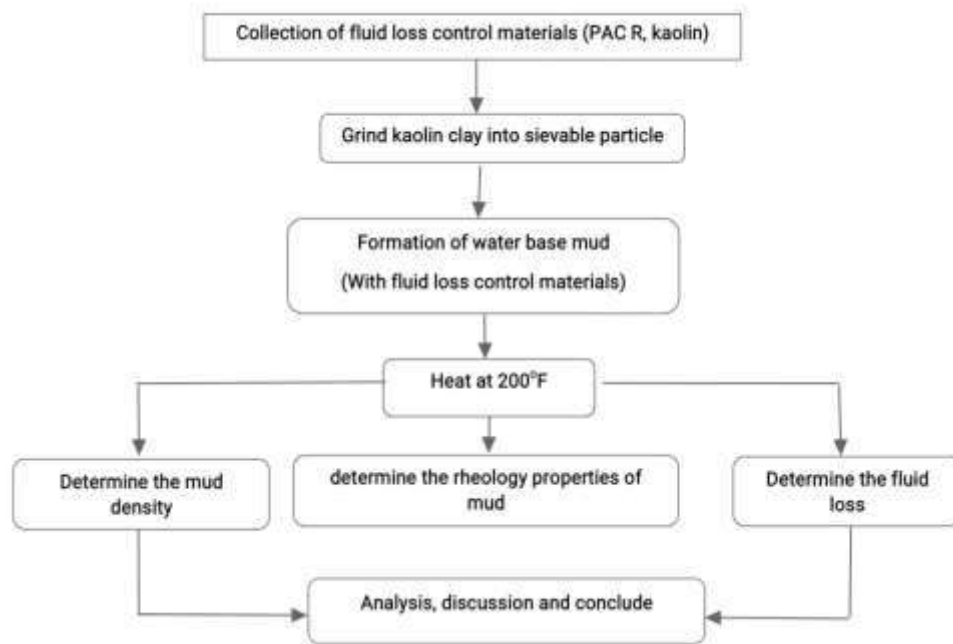 Collection of fluid loss control materials (PAC R, kaolin)
Grind kaolin clay into sievable particle
Formation of water base mud
(With fluid loss control materials)
Heat at 200°F
Determine the mud
density
determine the rheology properties of
mud
Determine the fluid
loss
Analysis, discussion and conclude